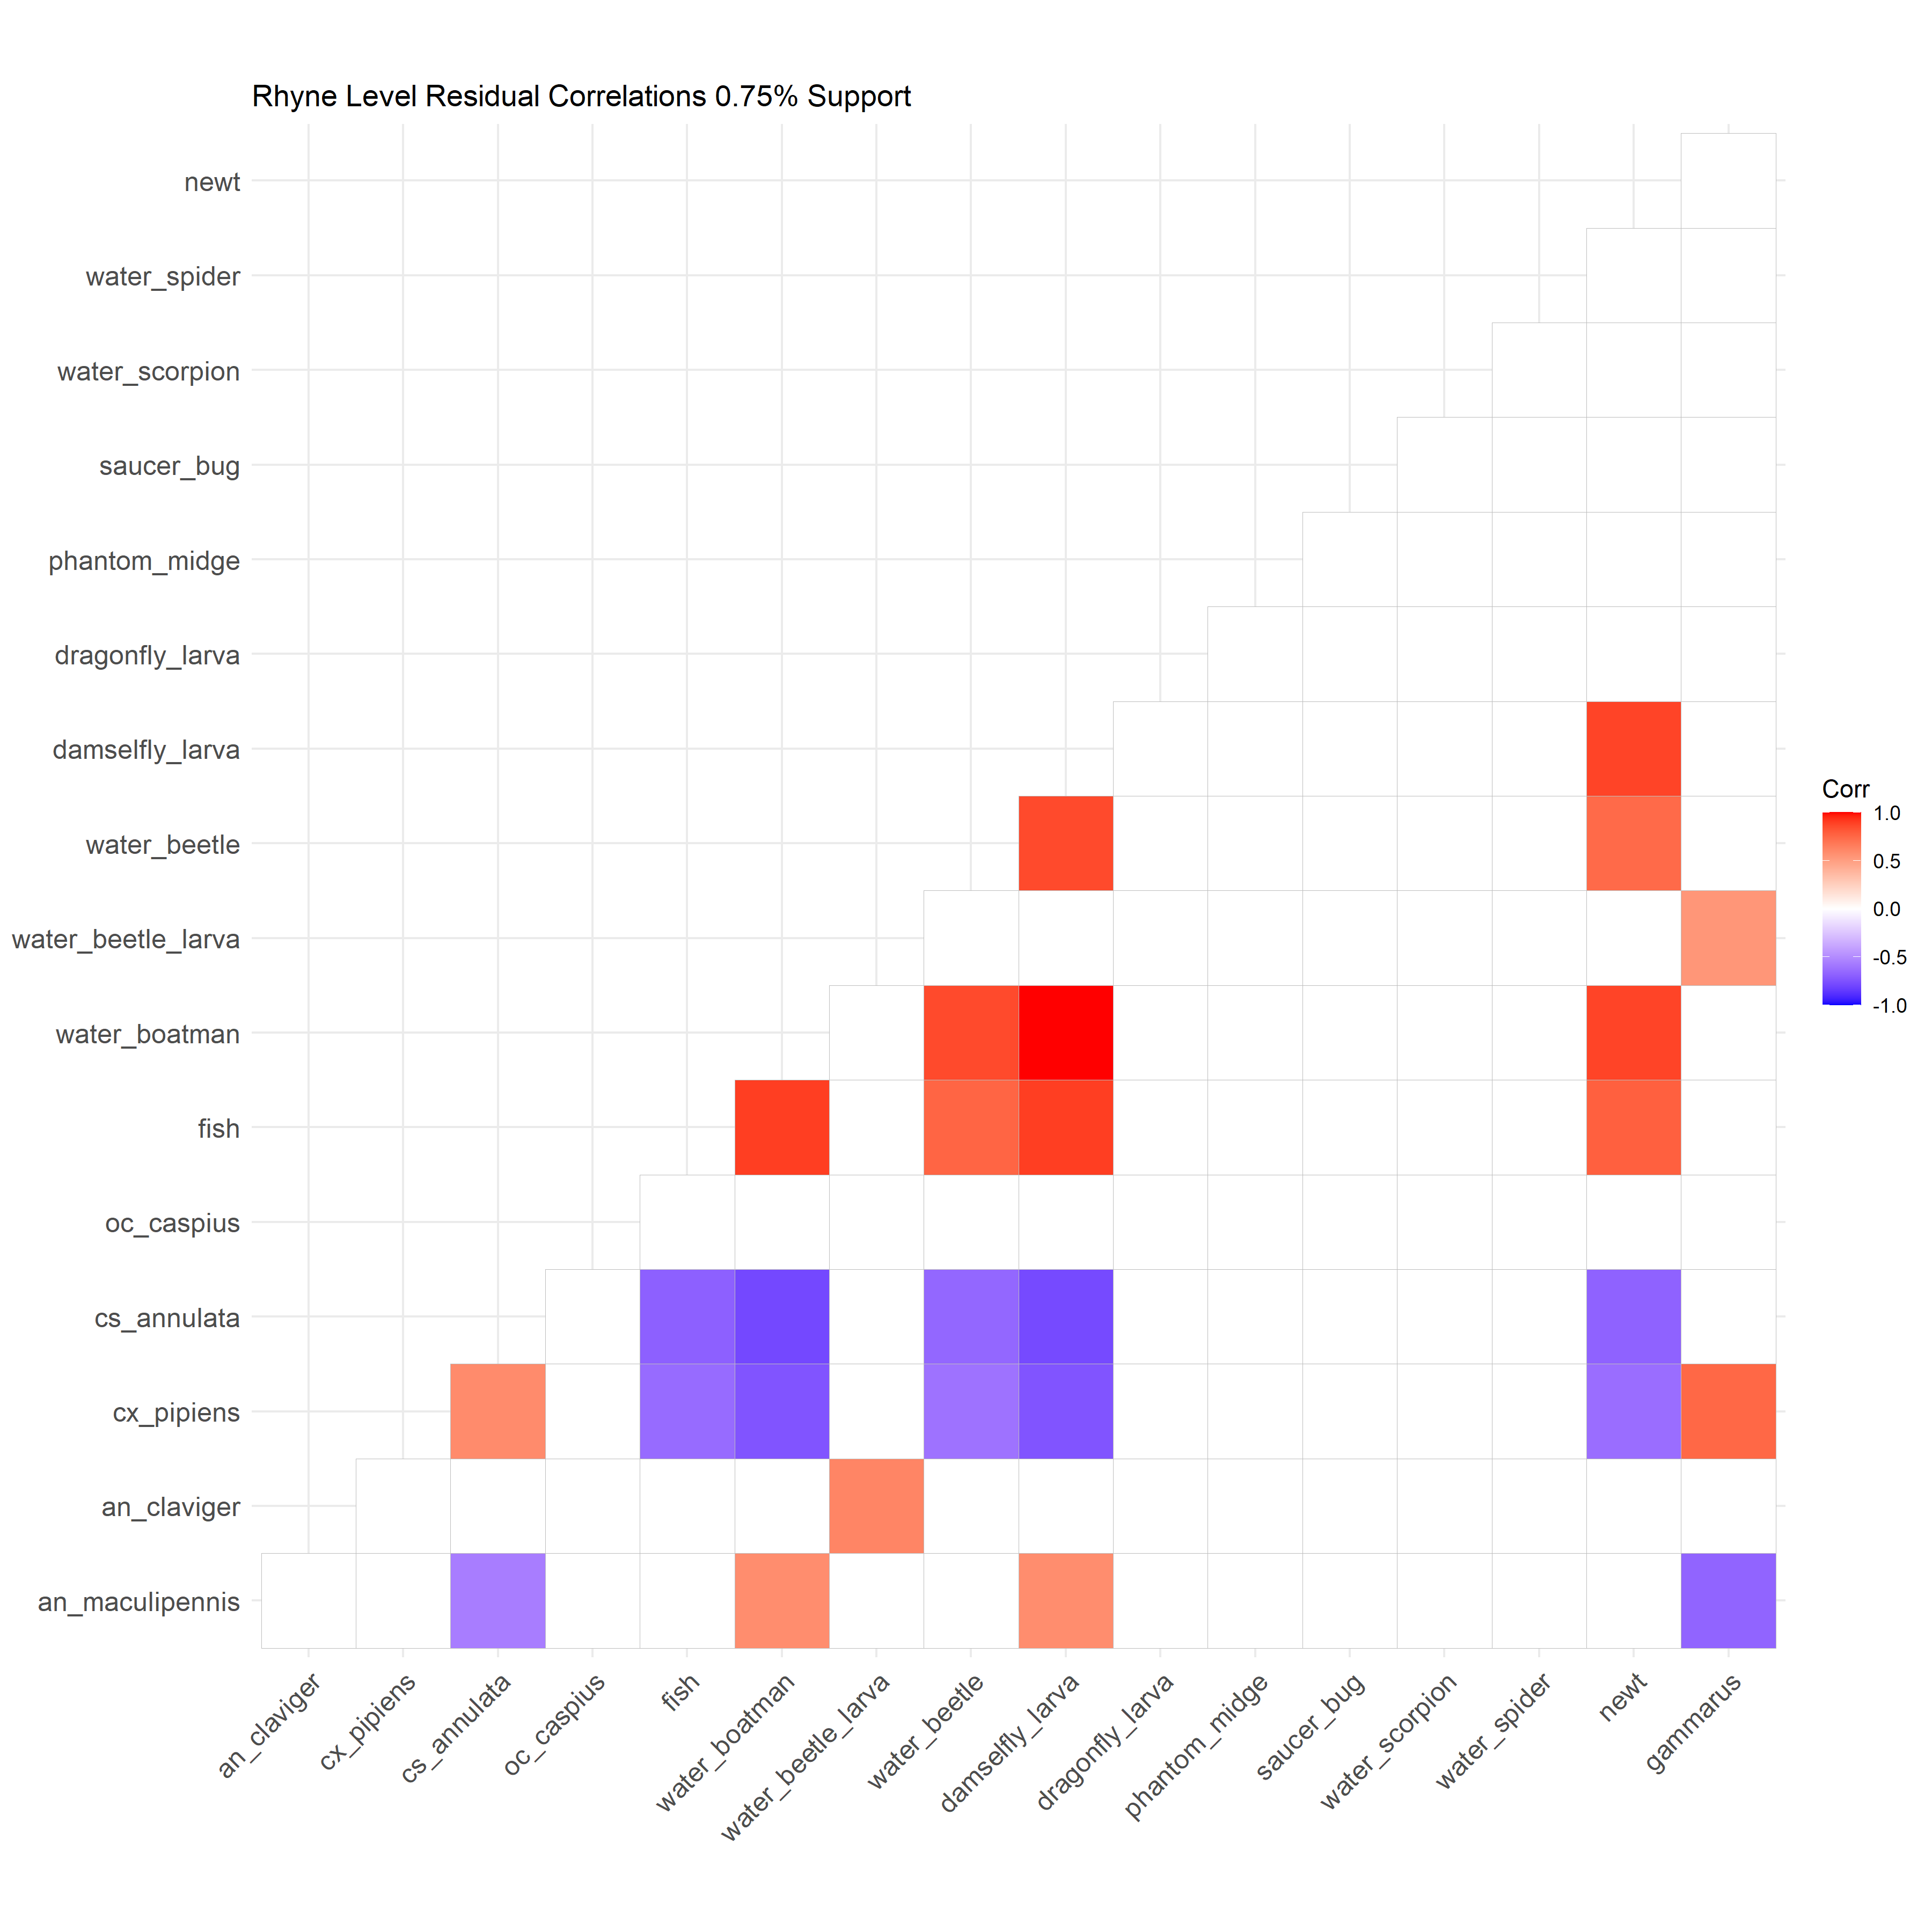 Rhyne Level Residual Correlations 0.75% Support
newt
water_spider
water_scorpion
saucer_bug
phantom_midge
dragonfly_larva
damselfly_larva
water_beetle
water_beetle_larva
water_boatman
fish
oc_caspius
cs_annulata
cx_pipiens
an_claviger
an_maculipennis
an_claviger
cx_pipiens
cs_annulata
oc_caspius
fish
water_boatman
water_beetle_larva
water_beetle
damselfly_larva
dragonfly_larva
phantom_midge
saucer_bug
water_scorpion
water_spider
newt
gammarus
Corr
1.0
0.5
0.0
-0.5
-1.0